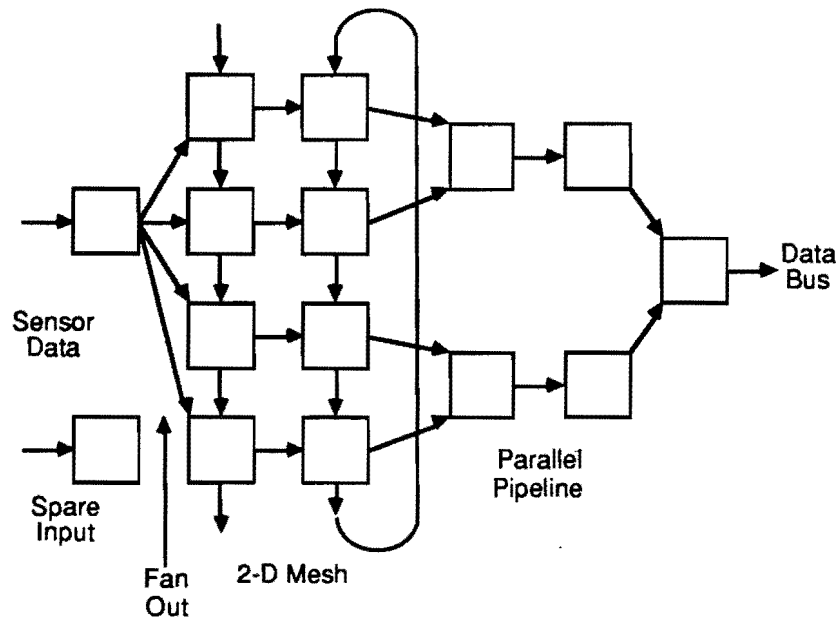 Sensor
Data
Spare
Input
Fan
Out
2-D Mesh
Parallel
Pipeline
Data
Bus